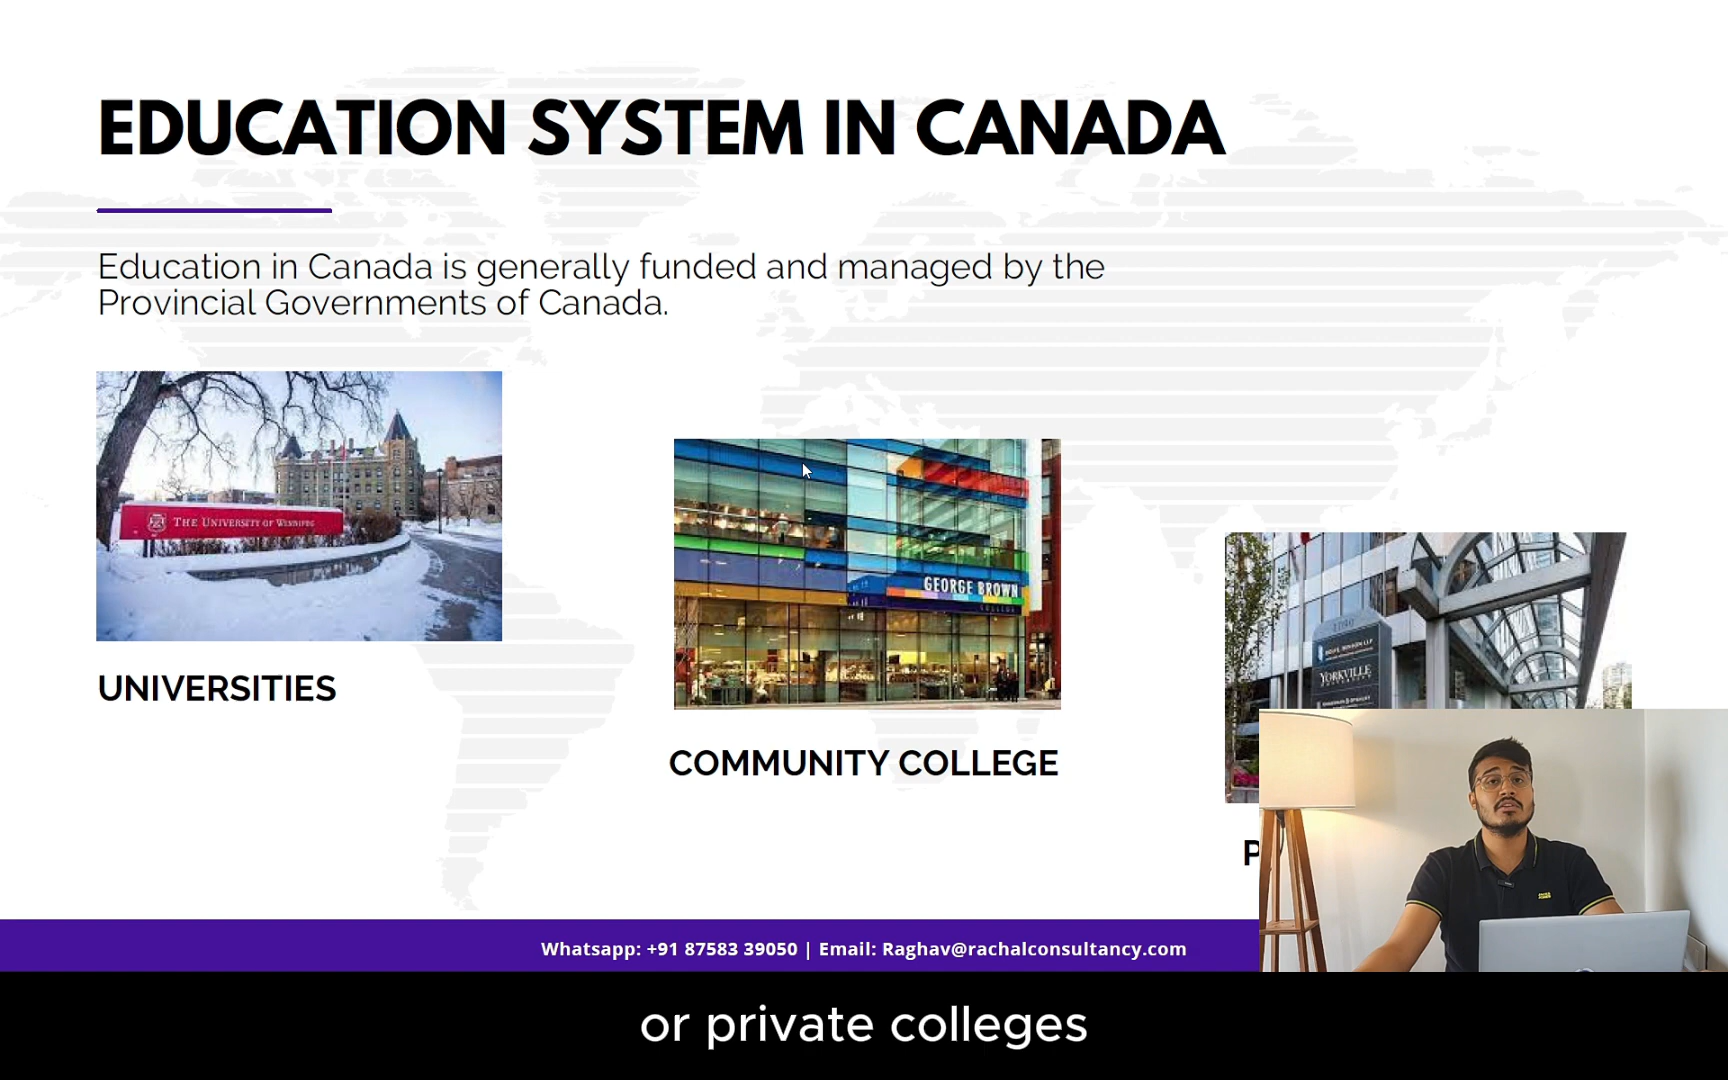 EDUCATION SYSTEM IN CANADA
Education in Canada is generally funded and managed by the
Provincial Governments of Canada.
THE UNIVERSITY OF WINNIPEG
GEORGE BROWN
COLLEGE
YORKVILLE
UNIVERSITIES
COMMUNITY COLLEGE
P
Whatsapp: +91 87583 39050 | Email: Raghav@rachalconsultancy.com
or private colleges